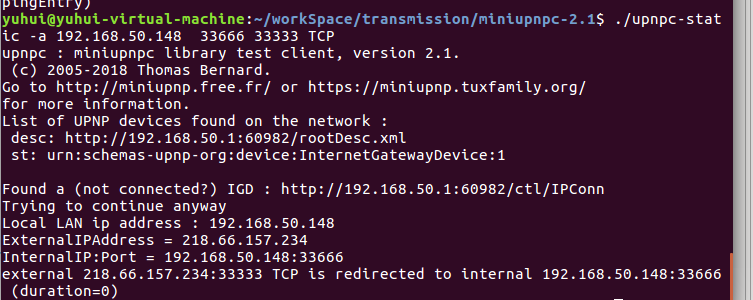 pingEntry)
yuhui@yuhui-virtual-machine:~/workSpace/transmission/miniupnpc-2.1$ ./upnpc-stat
ic -a 192.168.50.148  33666 33333 TCP
upnpc : miniupnpc library test client, version 2.1.
 (c) 2005-2018 Thomas Bernard.
Go to http://miniupnp.free.fr/ or https://miniupnp.tuxfamily.org/
for more information.
List of UPNP devices found on the network :
 desc: http://192.168.50.1:60982/rootDesc.xml
 st: urn:schemas-upnp-org:device:InternetGatewayDevice:1

Found a (not connected?) IGD : http://192.168.50.1:60982/ctl/IPConn
Trying to continue anyway
Local LAN ip address : 192.168.50.148
ExternalIPAddress = 218.66.157.234
InternalIP:Port = 192.168.50.148:33666
external 218.66.157.234:33333 TCP is redirected to internal 192.168.50.148:33666
 (duration=0)